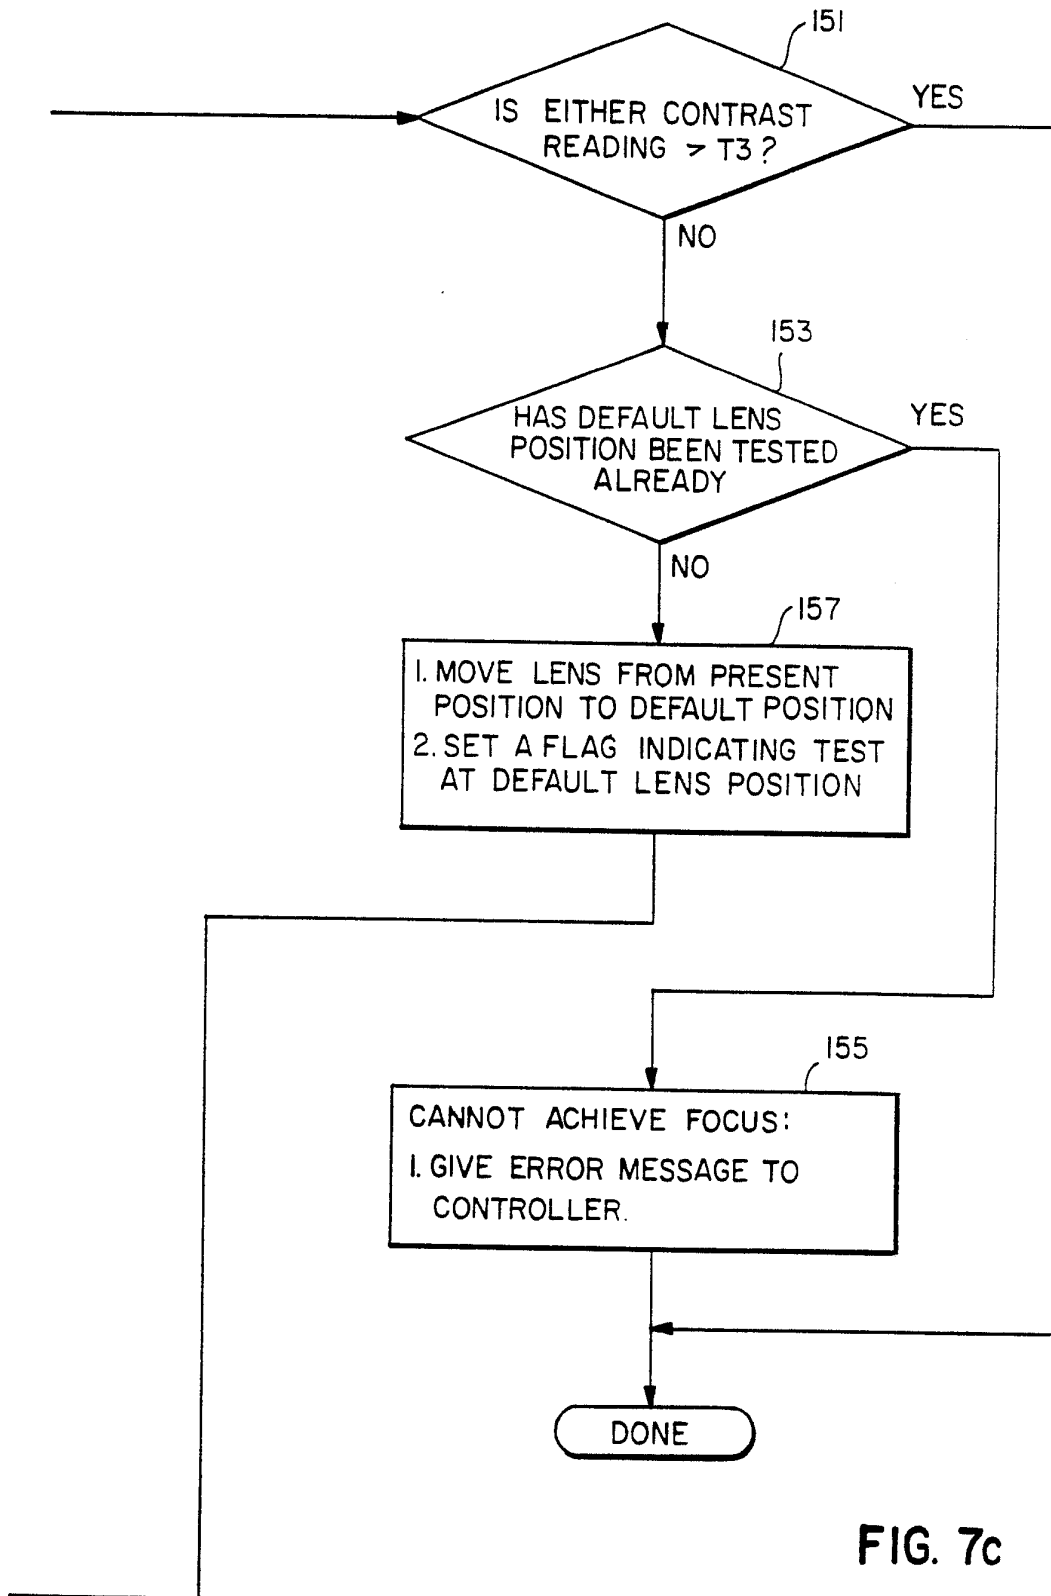 151
IS EITHER CONTRAST
READING > T3?
YES
NO
153
HAS DEFAULT LENS
POSITION BEEN TESTED
ALREADY
YES
NO
157
1. MOVE LENS FROM PRESENT
POSITION TO DEFAULT POSITION
2. SET A FLAG INDICATING TEST
AT DEFAULT LENS POSITION
155
CANNOT ACHIEVE FOCUS:
1. GIVE ERROR MESSAGE TO
CONTROLLER.
DONE
FIG. 7c